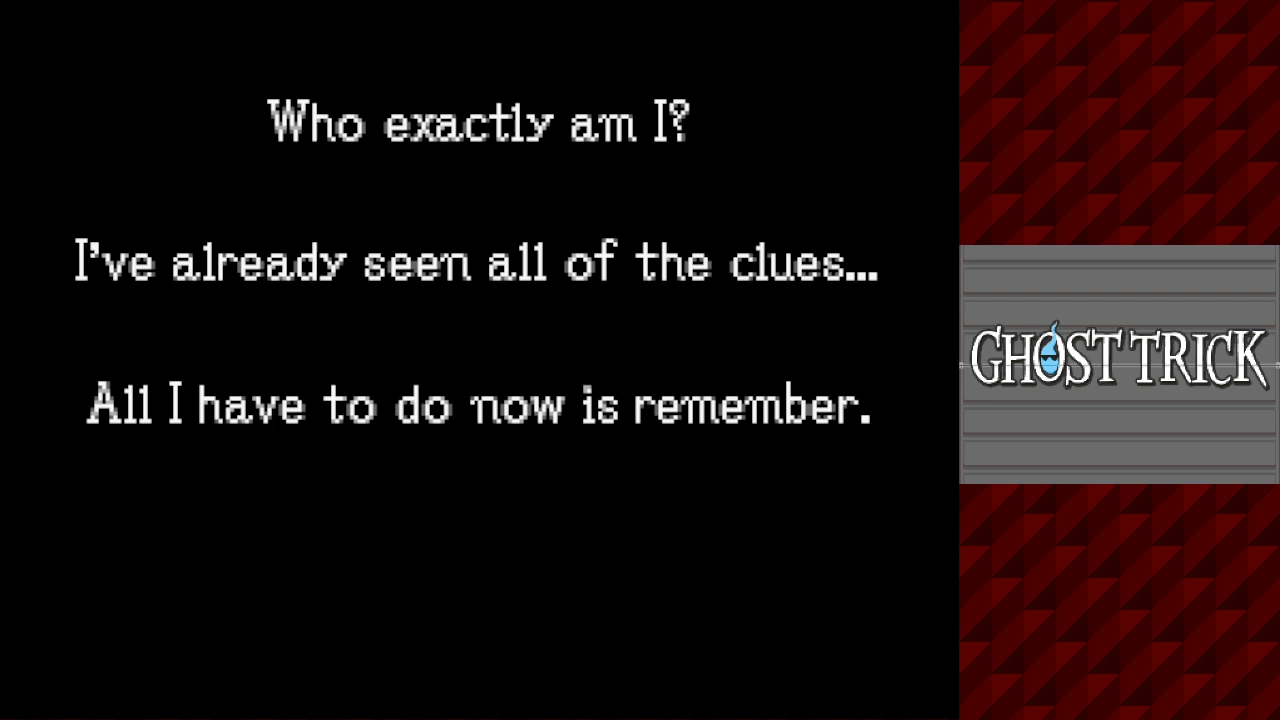 Who exactly am I?
I've already seen all of the clues...
All I have to do now is remember.
GHOST TRICK